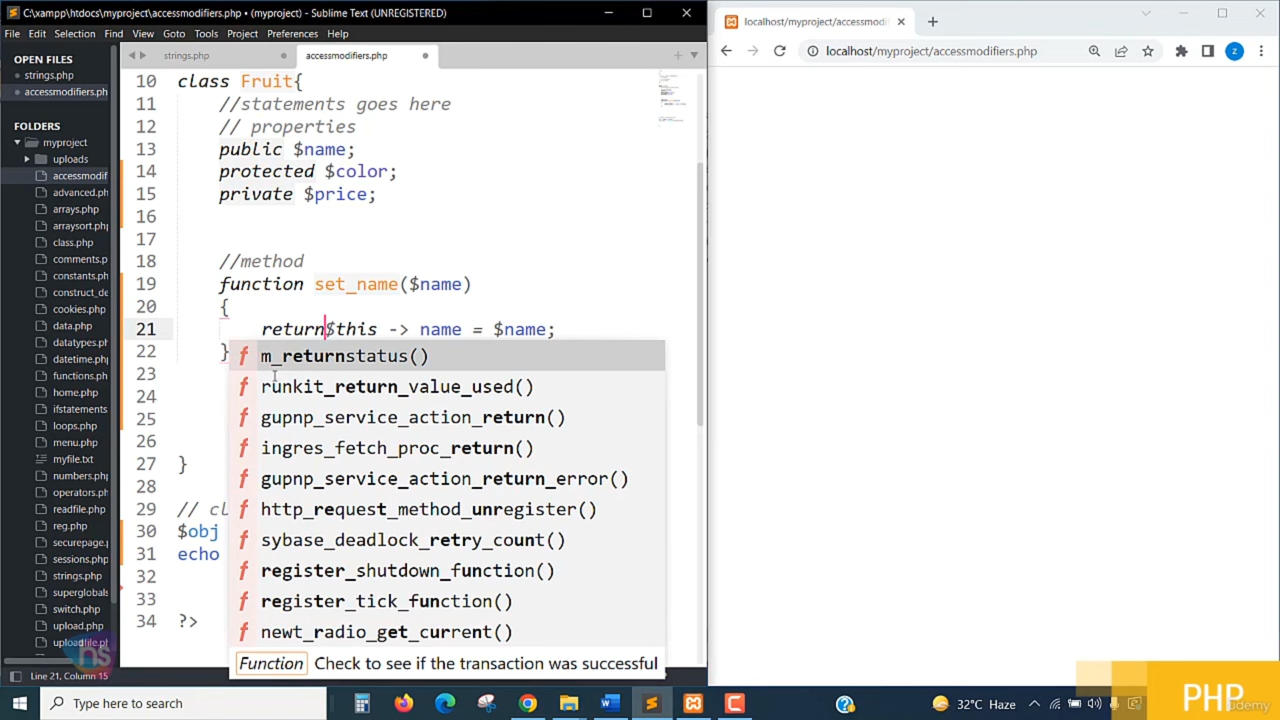 C:\xampp\htdocs\myproject\accessmodifiers.php • (myproject) - Sublime Text (UNREGISTERED)
File Edit Selection Find View Goto Tools Project Preferences Help
OPEN FILES
strings.php
accessmodifiers.ph
FOLDERS
myproject
uploads
accessmodif
advanced.ph
arrays.php
arraysort.php
class.php
comments.p
constants.ph
construct_de
cookies.php
data.php
datatypes.ph
datetime.php
functions.php
home.php
ifstatements
loops.php
menu.php
myfile.txt
numbers.php
operators.ph
readfile.php
reg.php
securepage.p
sessions.php
strings.php
superglobals
switch.php
upload.php
uploadfile.p
strings.php
accessmodifiers.php
10 class Fruit{
11 //statements goes here
12 // properties
13 public $name;
14 protected $color;
15 private $price;
16
17
18 //method
19 function set_name($name)
20 {
21 return$this -> name = $name;
22 }
23
24
25
26
27 }
28
29 // cl
30 $obj
31 echo
32
33
34 ?>
f m_returnstatus()
f runkit_return_value_used()
f gupnp_service_action_return()
f ingres_fetch_proc_return()
f gupnp_service_action_return_error()
f http_request_method_unregister()
f sybase_deadlock_retry_count()
f register_shutdown_function()
f register_tick_function()
f newt_radio_get_current()
Function Check to see if the transaction was successful
Line 21, Column 15
localhost/myproject/accessmodifi
localhost/myproject/accessmodifiers.php
z
ns
Type here to search
32°C Haze
PHP
Udemy